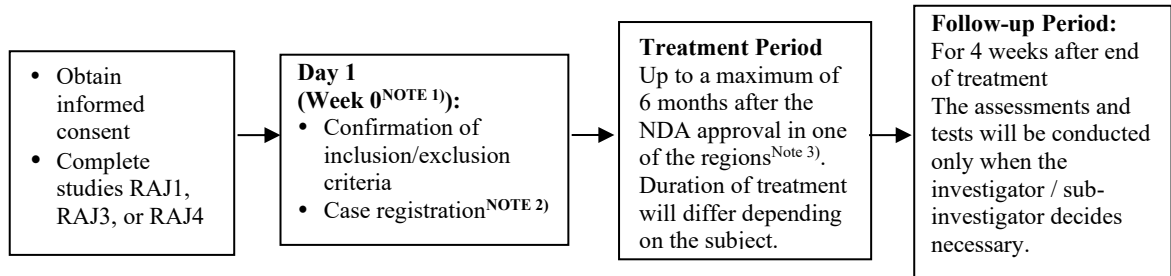 • Obtain
informed
consent
• Complete
studies RAJ1,
RAJ3, or RAJ4
Day 1
(Week 0NOTE 1)):
• Confirmation of
inclusion/exclusion
criteria
• Case registrationNOTE 2)
Treatment Period
Up to a maximum of
6 months after the
NDA approval in one
of the regionsNote 3).
Duration of treatment
will differ depending
on the subject.
Follow-up Period:
For 4 weeks after end
of treatment
The assessments and
tests will be conducted
only when the
investigator / sub-
investigator decides
necessary.